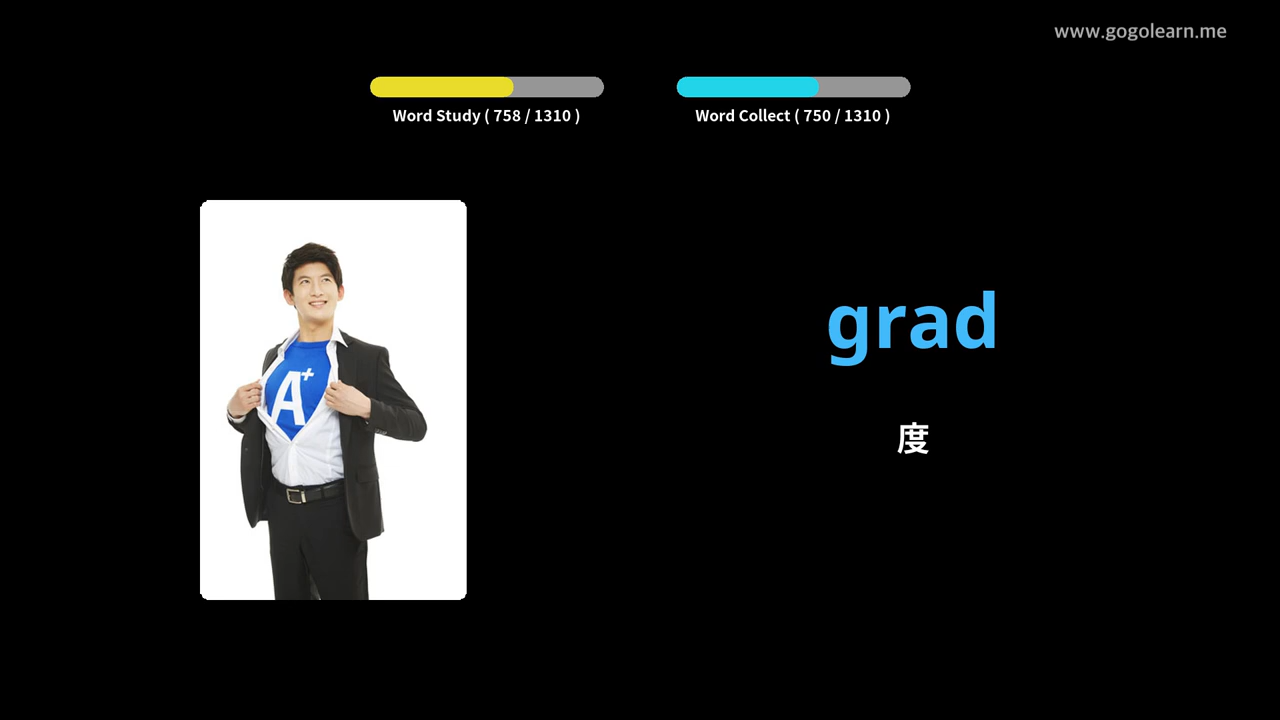 www.gogolearn.me
Word Study ( 758 / 1310 )
Word Collect ( 750 / 1310 )
A+
grad
度